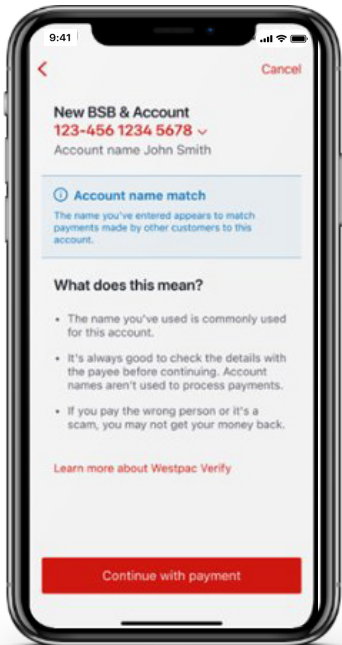 9:41
Cancel
New BSB & Account
123-456 1234 5678
Account name John Smith
Account name match
The name you've entered appears to match
payments made by other customers to this
account.
What does this mean?
• The name you've used is commonly used
for this account.
• It's always good to check the details with
the payee before continuing. Account
names aren't used to process payments.
• If you pay the wrong person or it's a
scam, you may not get your money back.
Learn more about Westpac Verify
Continue with payment